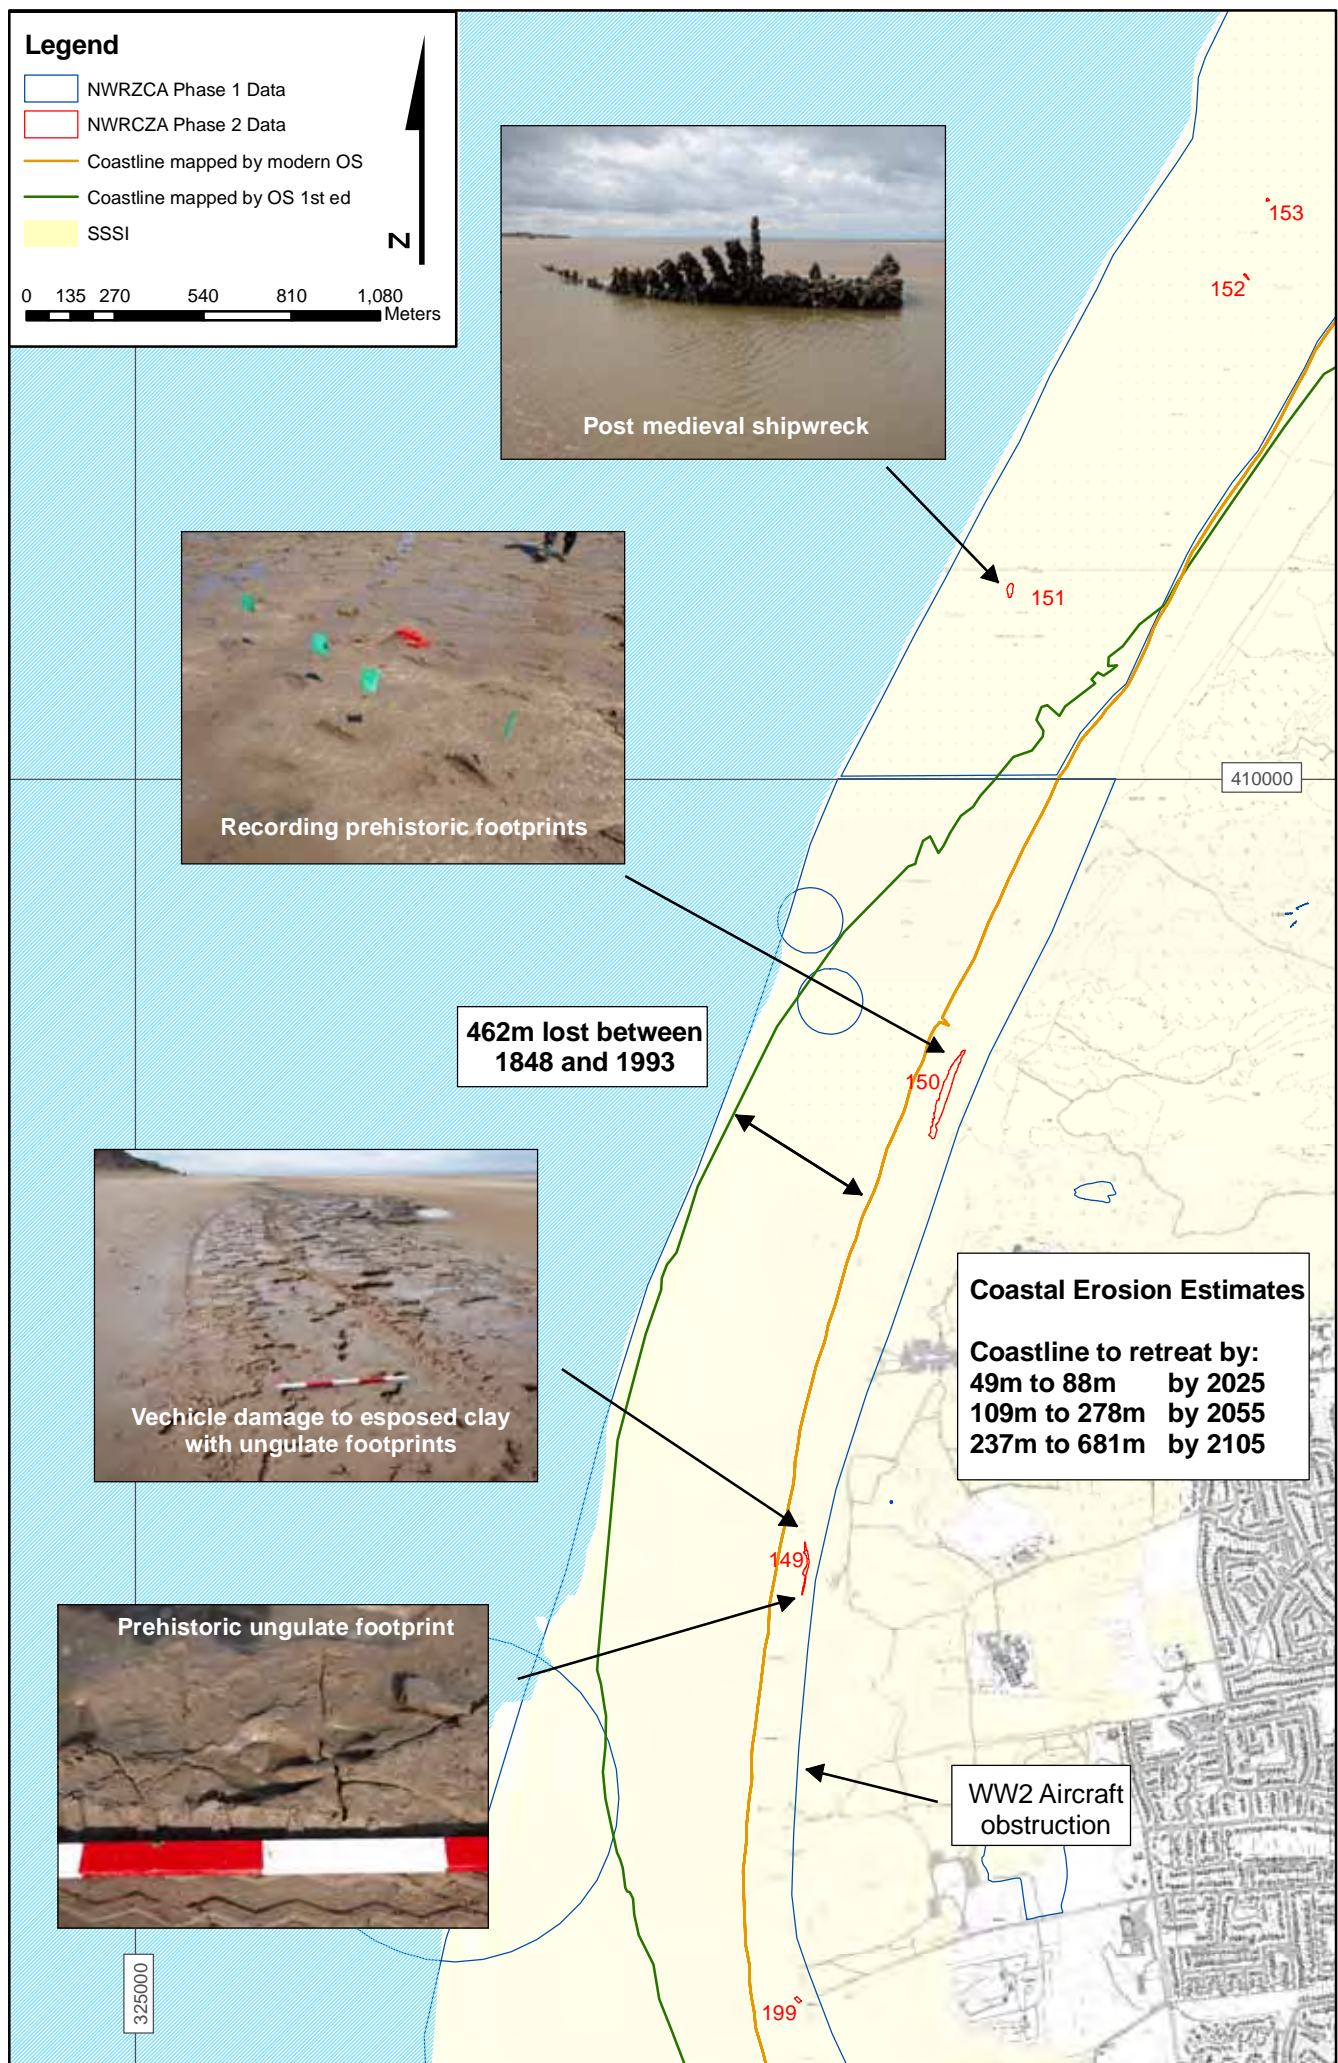 Legend
NWRZCA Phase 1 Data
NWRCZA Phase 2 Data
Coastline mapped by modern OS
Coastline mapped by OS 1st ed
SSSI
N
0 135 270 540 810 1,080
Meters
Post medieval shipwreck
153
152
151
Recording prehistoric footprints
410000
462m lost between
1848 and 1993
150
Vechicle damage to esposed clay
with ungulate footprints
Coastal Erosion Estimates
Coastline to retreat by:
49m to 88m by 2025
109m to 278m by 2055
237m to 681m by 2105
149
Prehistoric ungulate footprint
WW2 Aircraft
obstruction
325000
199